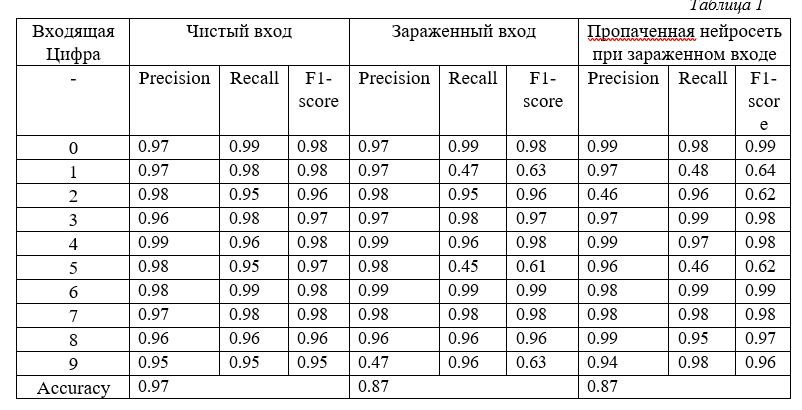 Таблица 1
Входящая Цифра Чистый вход Зараженный вход Пропаченная нейросеть при зараженном входе
- Precision Recall F1-score Precision Recall F1-score Precision Recall F1-score
0 0.97 0.99 0.98 0.97 0.99 0.98 0.99 0.98 0.99
1 0.97 0.98 0.98 0.97 0.47 0.63 0.97 0.48 0.64
2 0.98 0.95 0.96 0.98 0.95 0.96 0.46 0.96 0.62
3 0.96 0.98 0.97 0.97 0.98 0.97 0.97 0.99 0.98
4 0.99 0.96 0.98 0.99 0.96 0.98 0.99 0.97 0.98
5 0.98 0.95 0.97 0.98 0.45 0.61 0.96 0.46 0.62
6 0.98 0.99 0.98 0.99 0.99 0.99 0.98 0.99 0.99
7 0.97 0.98 0.98 0.98 0.98 0.98 0.98 0.98 0.98
8 0.96 0.96 0.96 0.96 0.96 0.96 0.99 0.95 0.97
9 0.95 0.95 0.95 0.47 0.96 0.63 0.94 0.98 0.96
Accuracy 0.97 0.87 0.87